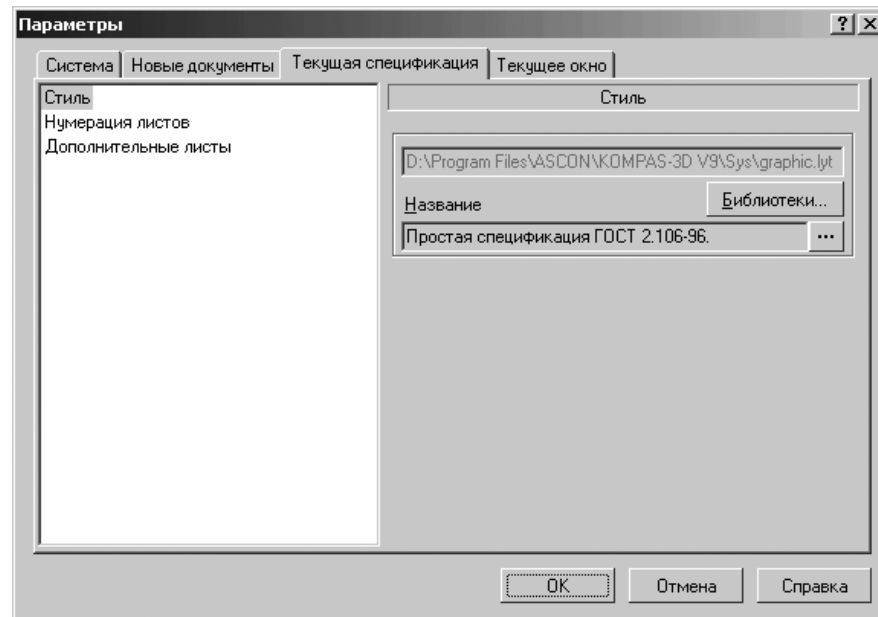 Параметры
Система Новые документы Текущая спецификация Текущее окно
Стиль
Нумерация листов
Дополнительные листы
Стиль
D:\Program Files\ASCON\KOMPAS-3D V9\Sys\graphic.lyt
Название
Библиотеки...
Простая спецификация ГОСТ 2.106-96. ...
OK Отмена Справка